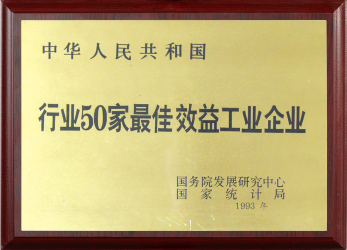 中华人民共和国
行业50家最佳效益工业企业
国务院发展研究中心
国家统计局
1993年